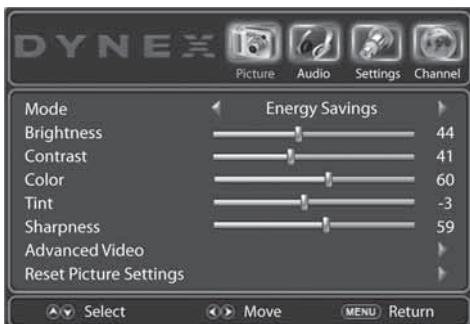 DYNEX
Picture Audio Settings Channel
Mode Energy Savings
Brightness 44
Contrast 41
Color 60
Tint -3
Sharpness 59
Advanced Video
Reset Picture Settings
Select Move MENU Return